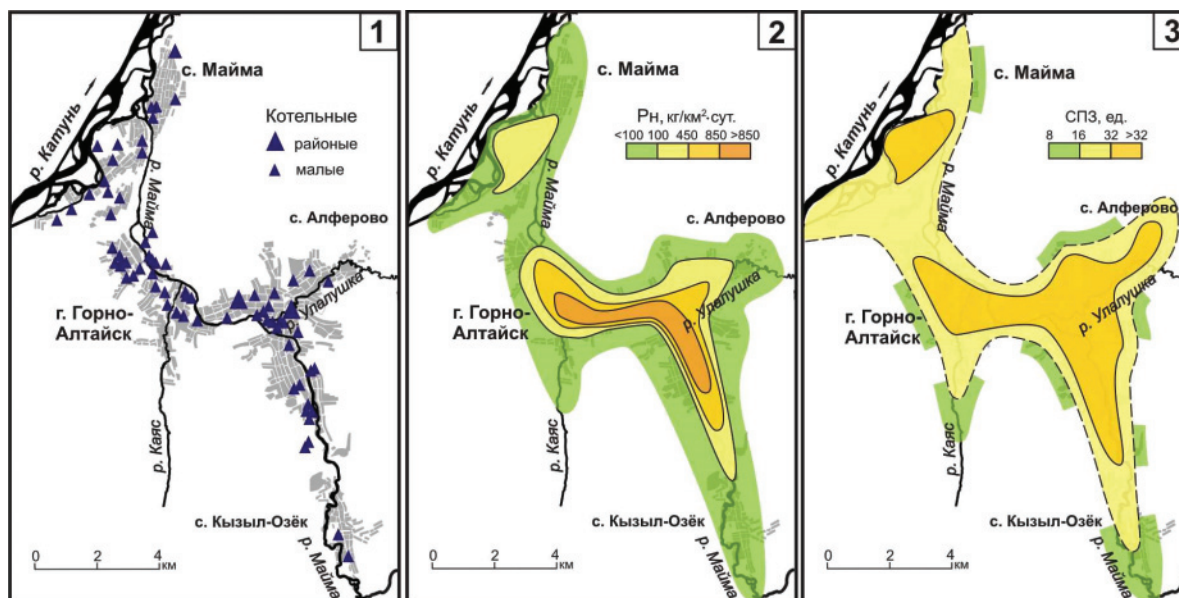 1
с. Майма
р. Катунь
Котельные
районые
малые
р. Майма
с. Алферово
г. Горно-
Алтайск
р. Улалушка
р. Каяс
с. Кызыл-Озёк
р. Майма
0 2 4
км
2
с. Майма
р. Катунь
Рн, кг/км²-сут.
<100 100 450 850 >850
р. Майма
с. Алферово
г. Горно-
Алтайск
р. Улалушка
р. Каяс
с. Кызыл-Озёк
р. Майма
0 2 4
км
3
с. Майма
р. Катунь
СПЗ, ед.
8 16 32 >32
р. Майма
с. Алферово
г. Горно-
Алтайск
р. Улалушка
р. Каяс
с. Кызыл-Озёк
р. Майма
0 2 4
км